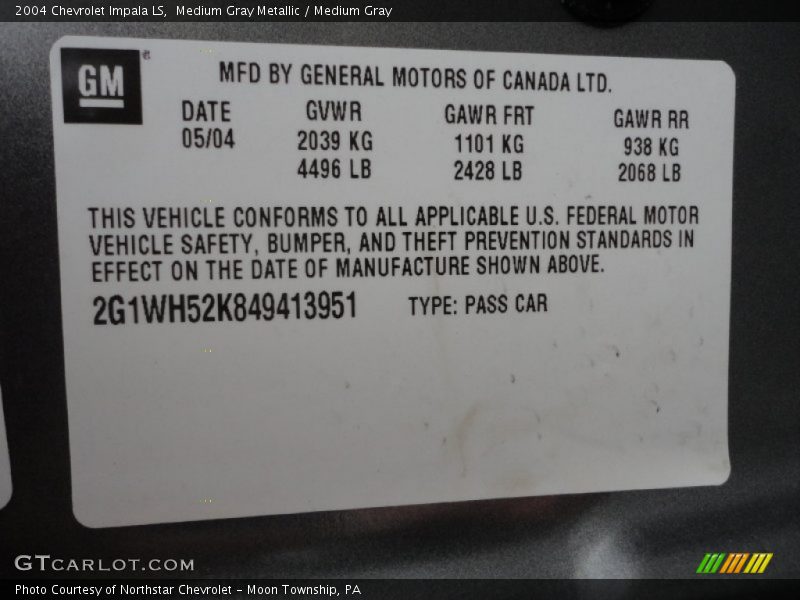 2004 Chevrolet Impala LS, Medium Gray Metallic / Medium Gray
GM®
MFD BY GENERAL MOTORS OF CANADA LTD.
DATE GVWR GAWR FRT GAWR RR
05/04 2039 KG 1101 KG 938 KG
4496 LB 2428 LB 2068 LB
THIS VEHICLE CONFORMS TO ALL APPLICABLE U.S. FEDERAL MOTOR
VEHICLE SAFETY, BUMPER, AND THEFT PREVENTION STANDARDS IN
EFFECT ON THE DATE OF MANUFACTURE SHOWN ABOVE.
2G1WH52K849413951 TYPE: PASS CAR
GTCARLOT.COM
Photo Courtesy of Northstar Chevrolet - Moon Township, PA